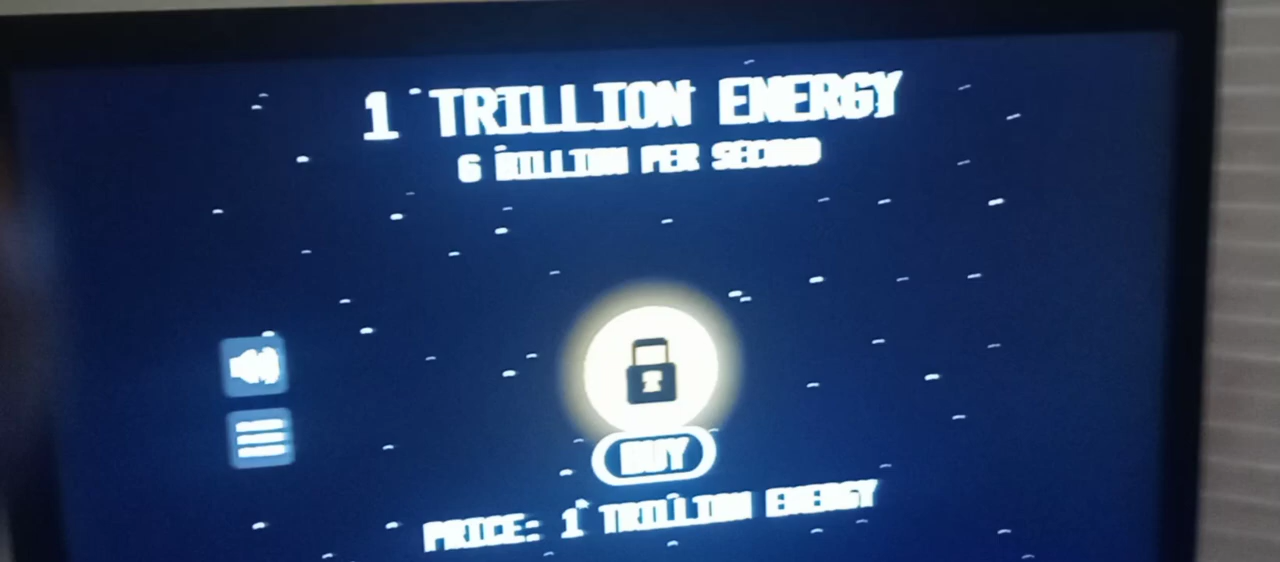 1 TRILLION ENERGY
6 BILLION PER SECOND
BUY
PRICE: 1 TRILLION ENERGY